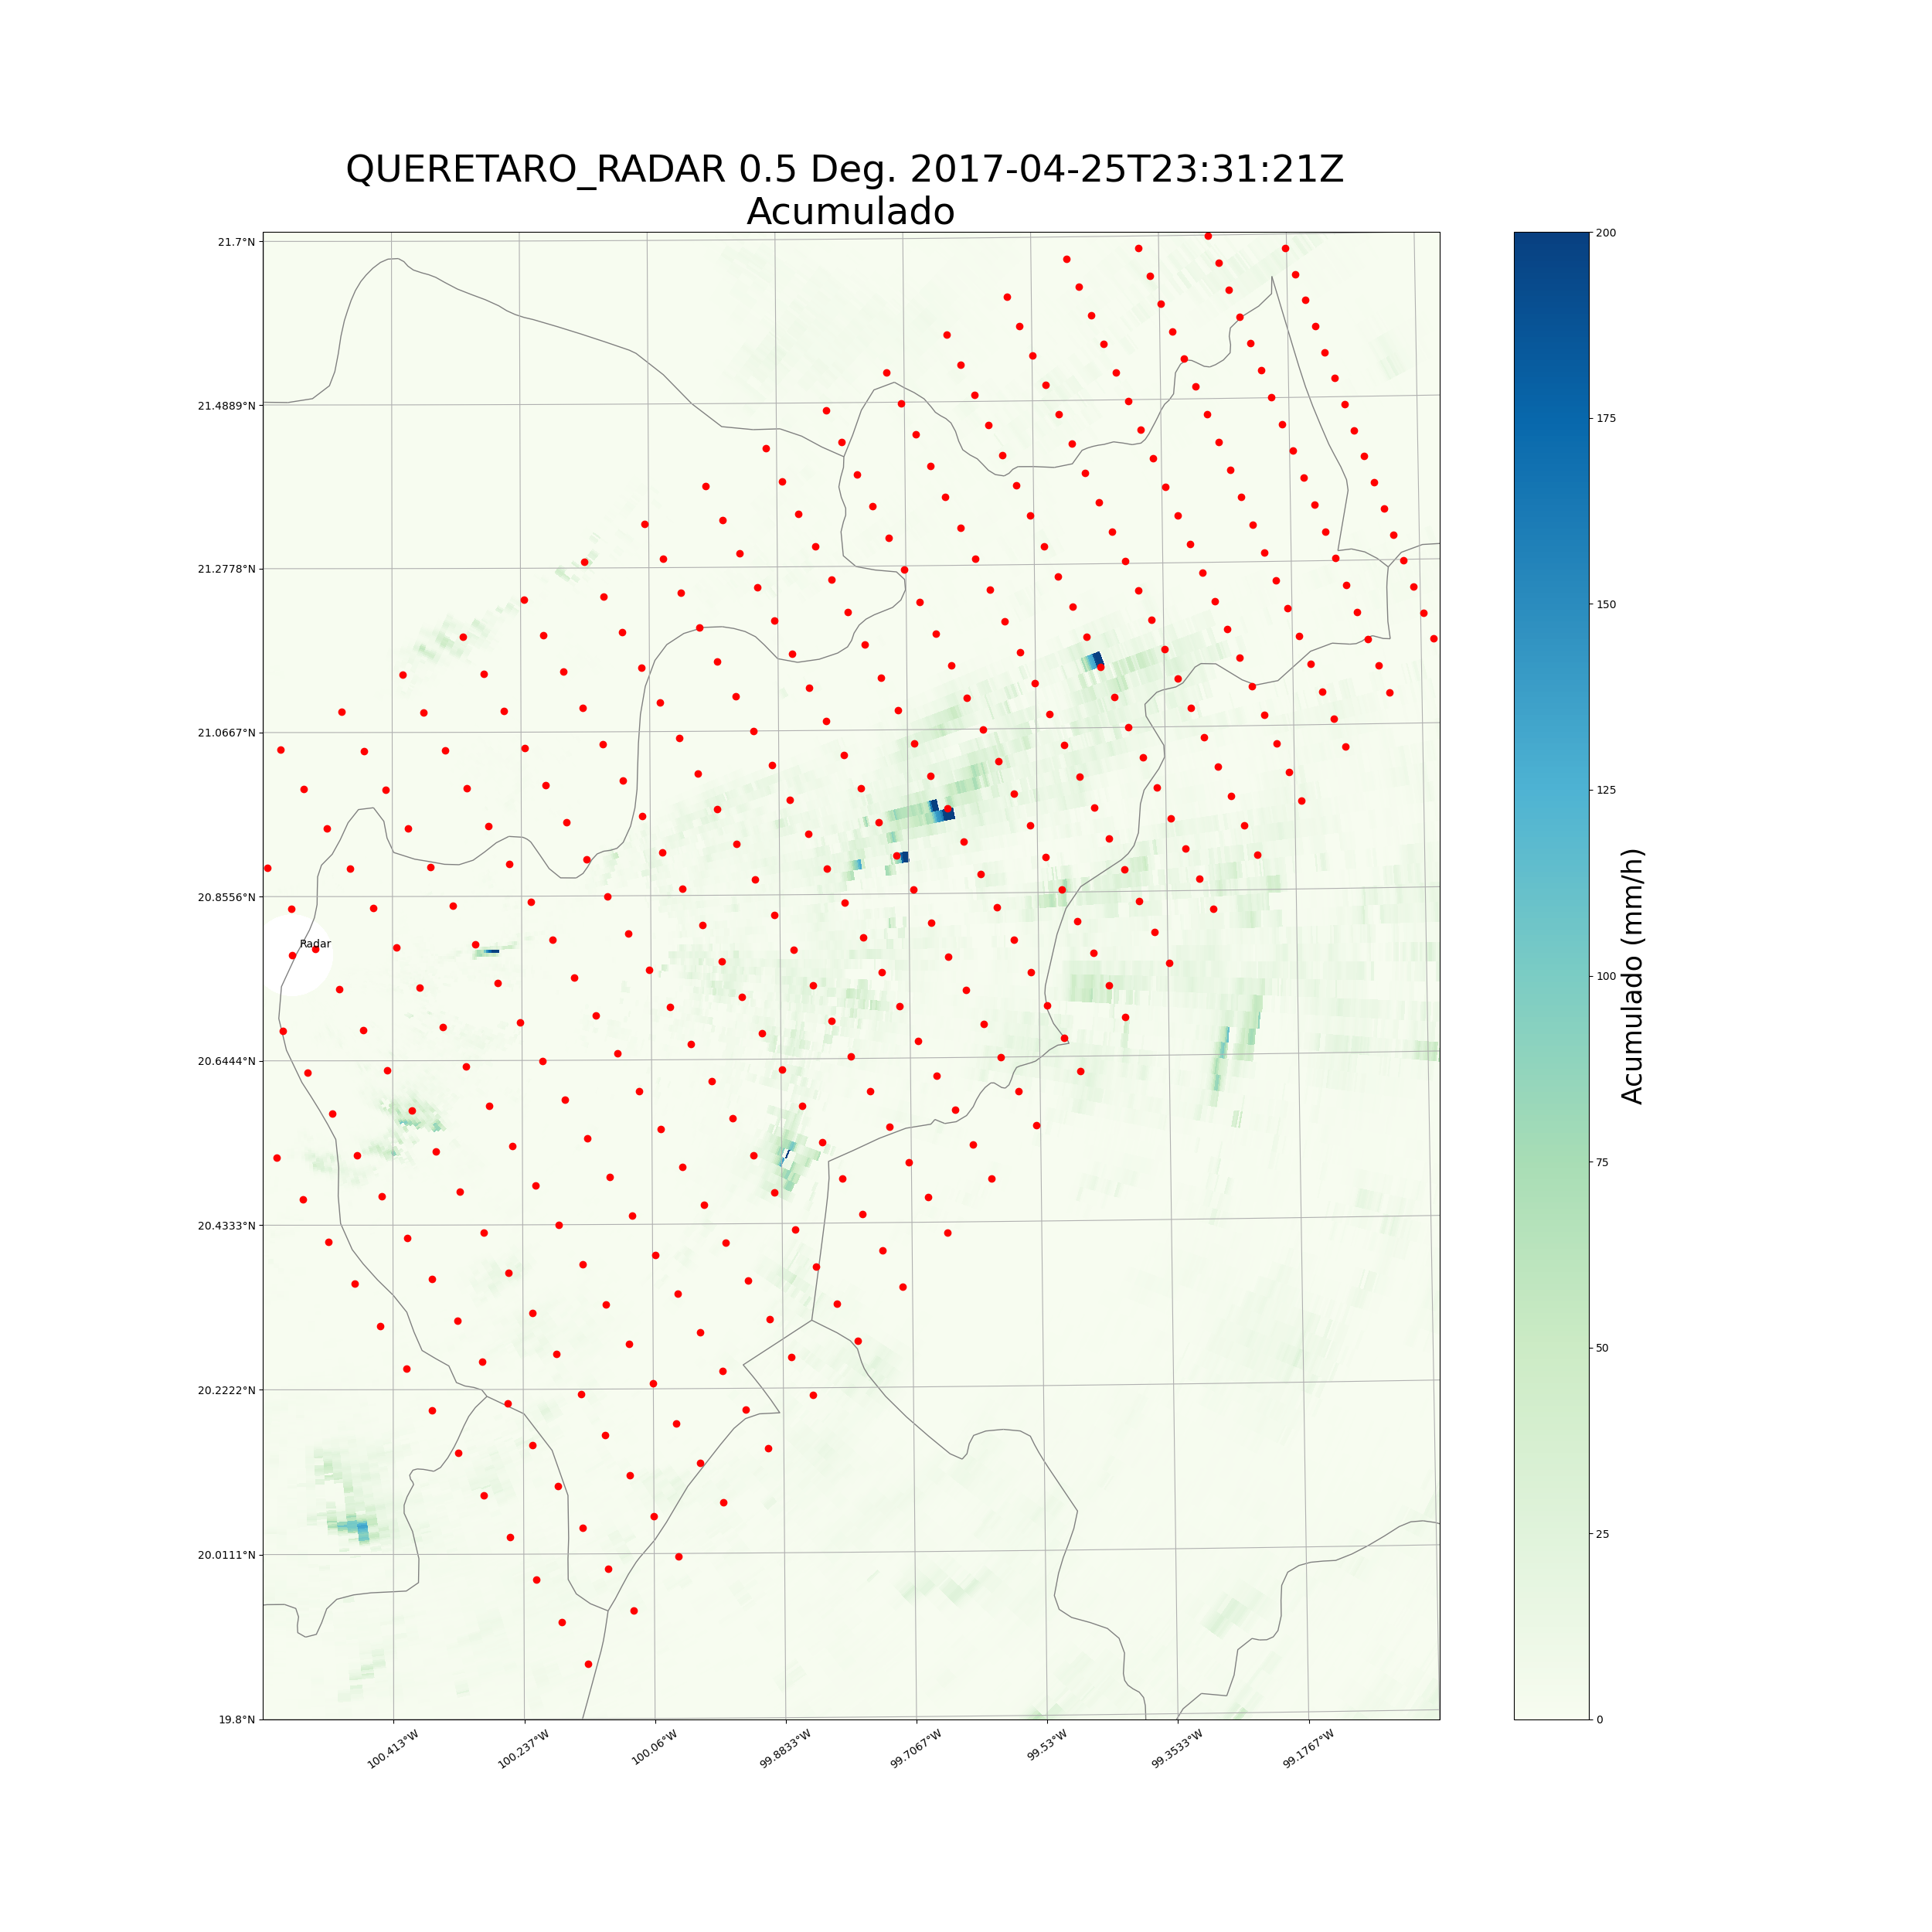 QUERETARO_RADAR 0.5 Deg. 2017-04-25T23:31:21Z
Acumulado
21.7°N
21.4889°N
21.2778°N
21.0667°N
20.8556°N
20.6444°N
20.4333°N
20.2222°N
20.0111°N
19.8°N
Radar
100.413°W
100.237°W
100.06°W
99.8833°W
99.7067°W
99.53°W
99.3533°W
99.1767°W
200
175
150
125
100
75
50
25
0
Acumulado (mm/h)